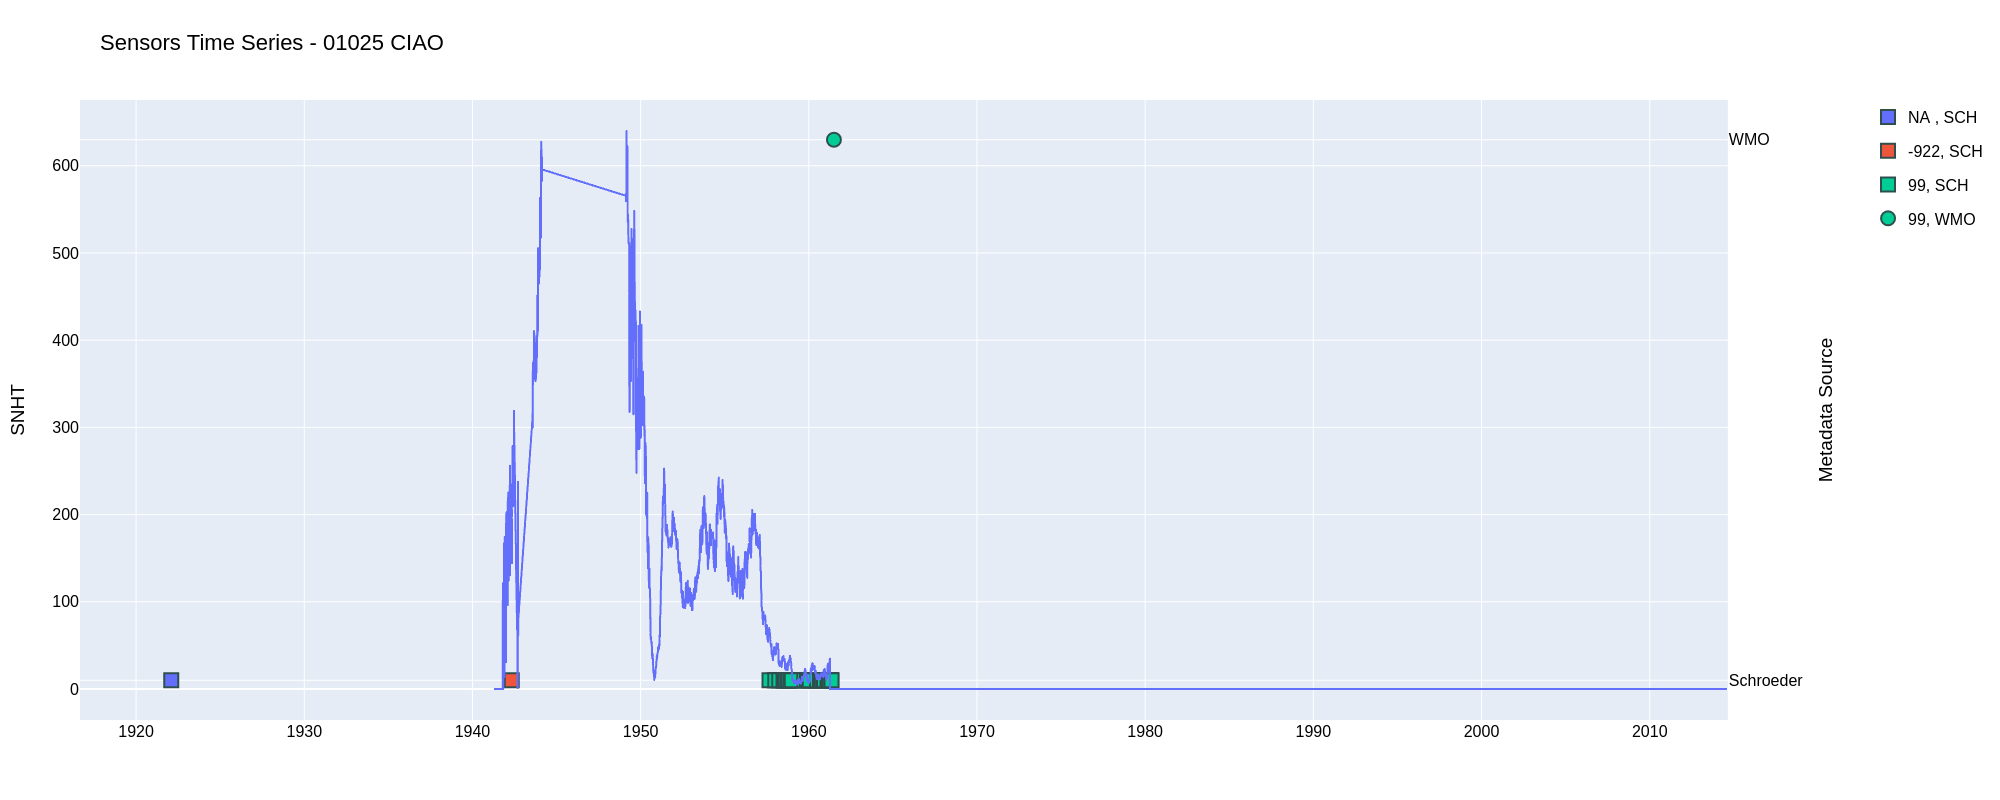 Sensors Time Series - 01025 CIAO
NA , SCH
-922, SCH
99, SCH
99, WMO
WMO
Schroeder
Metadata Source
SNHT
600
500
400
300
200
100
0
1920 1930 1940 1950 1960 1970 1980 1990 2000 2010